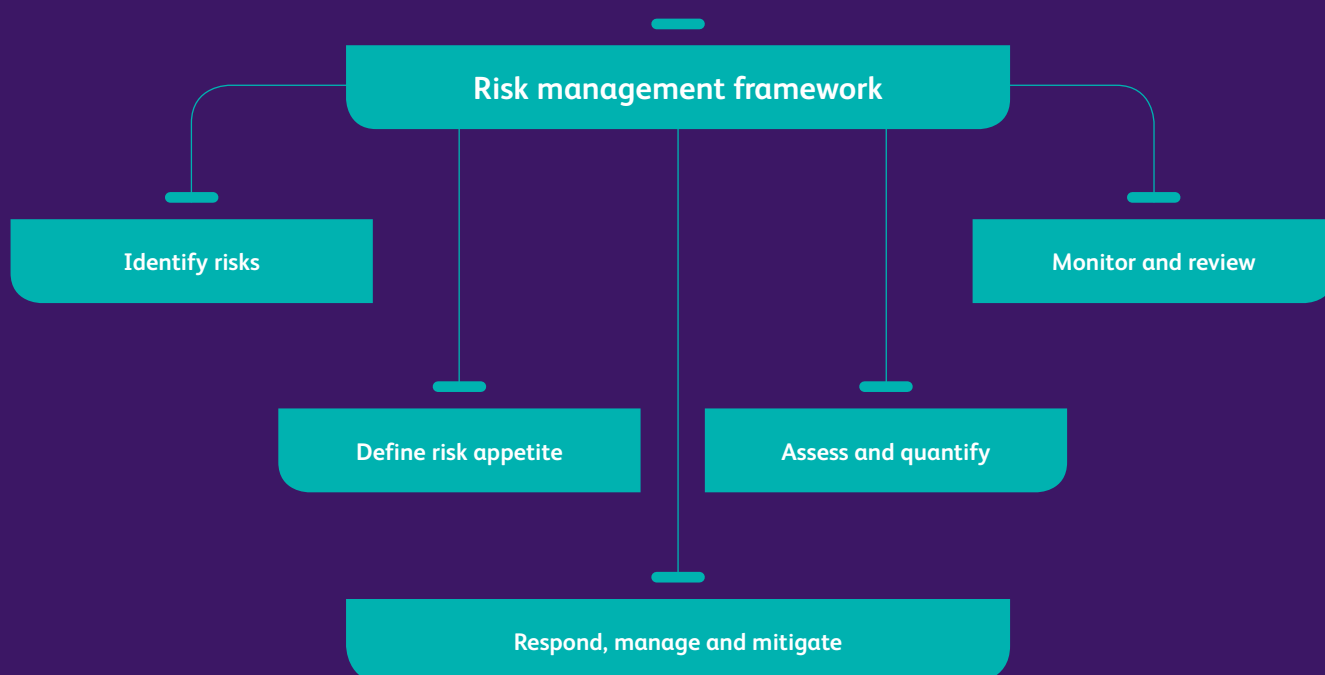 Risk management framework
Identify risks
Monitor and review
Define risk appetite
Assess and quantify
Respond, manage and mitigate